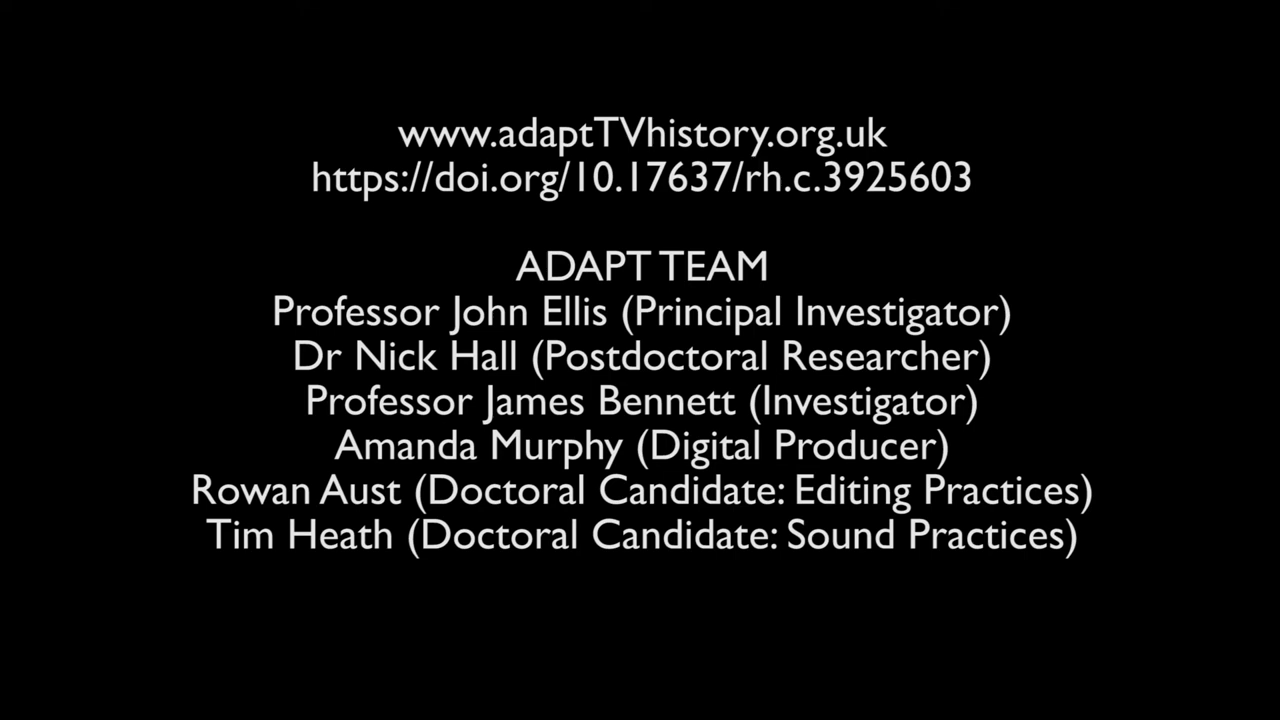 www.adaptTVhistory.org.uk
https://doi.org/10.17637/rh.c.3925603
ADAPT TEAM
Professor John Ellis (Principal Investigator)
Dr Nick Hall (Postdoctoral Researcher)
Professor James Bennett (Investigator)
Amanda Murphy (Digital Producer)
Rowan Aust (Doctoral Candidate: Editing Practices)
Tim Heath (Doctoral Candidate: Sound Practices)